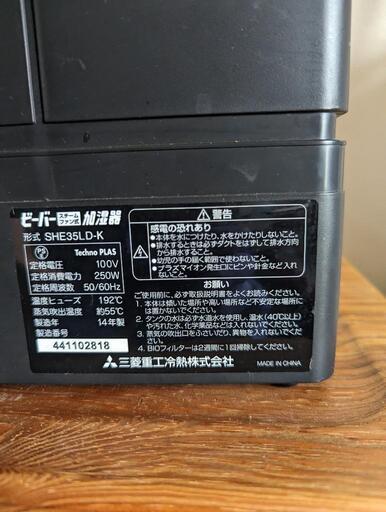 ビーバー スチームファン式 加湿器
形式 SHE35LD-K
PS E Techno PLAS
定格電圧 100V
定格消費電力 250W
定格周波数 50/60Hz
温度ヒューズ 192℃
蒸気吹出温度 約55℃
製造年 14年製
製造番号
441102818
警告
感電の恐れあり
●本体を水につけたり、水をかけたりしないこと。
●排水するときは必ずダクトをはずして排水方向から排水すること。
●幼児の手の届く範囲で使わないこと。
●プラズマイオン発生口にピンや針金など入れないこと。
お願い
ご使用前に、必ず取扱説明書をよくお読みください。
1. 本体は傾いた場所や高い場所など不安定な場所に置かないでください。
2. タンクの水は必ず水道水を使用し、温水(40℃以上)や汚れた水、化学薬品などは入れないでください。
3. 蒸気の吹出口はふさいだり、異物を入れないでください。
4. BIOフィルターは2週間に1回掃除してください。
三菱重工冷熱株式会社 MADE IN CHINA